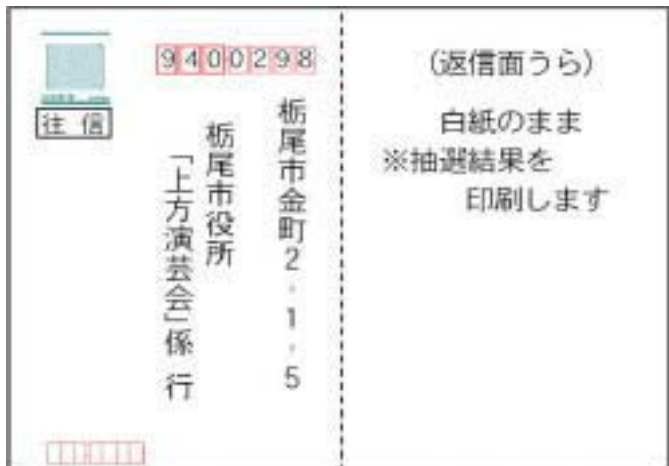 9400298
往信
栃尾市金町2-1-5
栃尾市役所
「上方演芸会」係 行
(返信面うら)
白紙のまま
※抽選結果を
印刷します